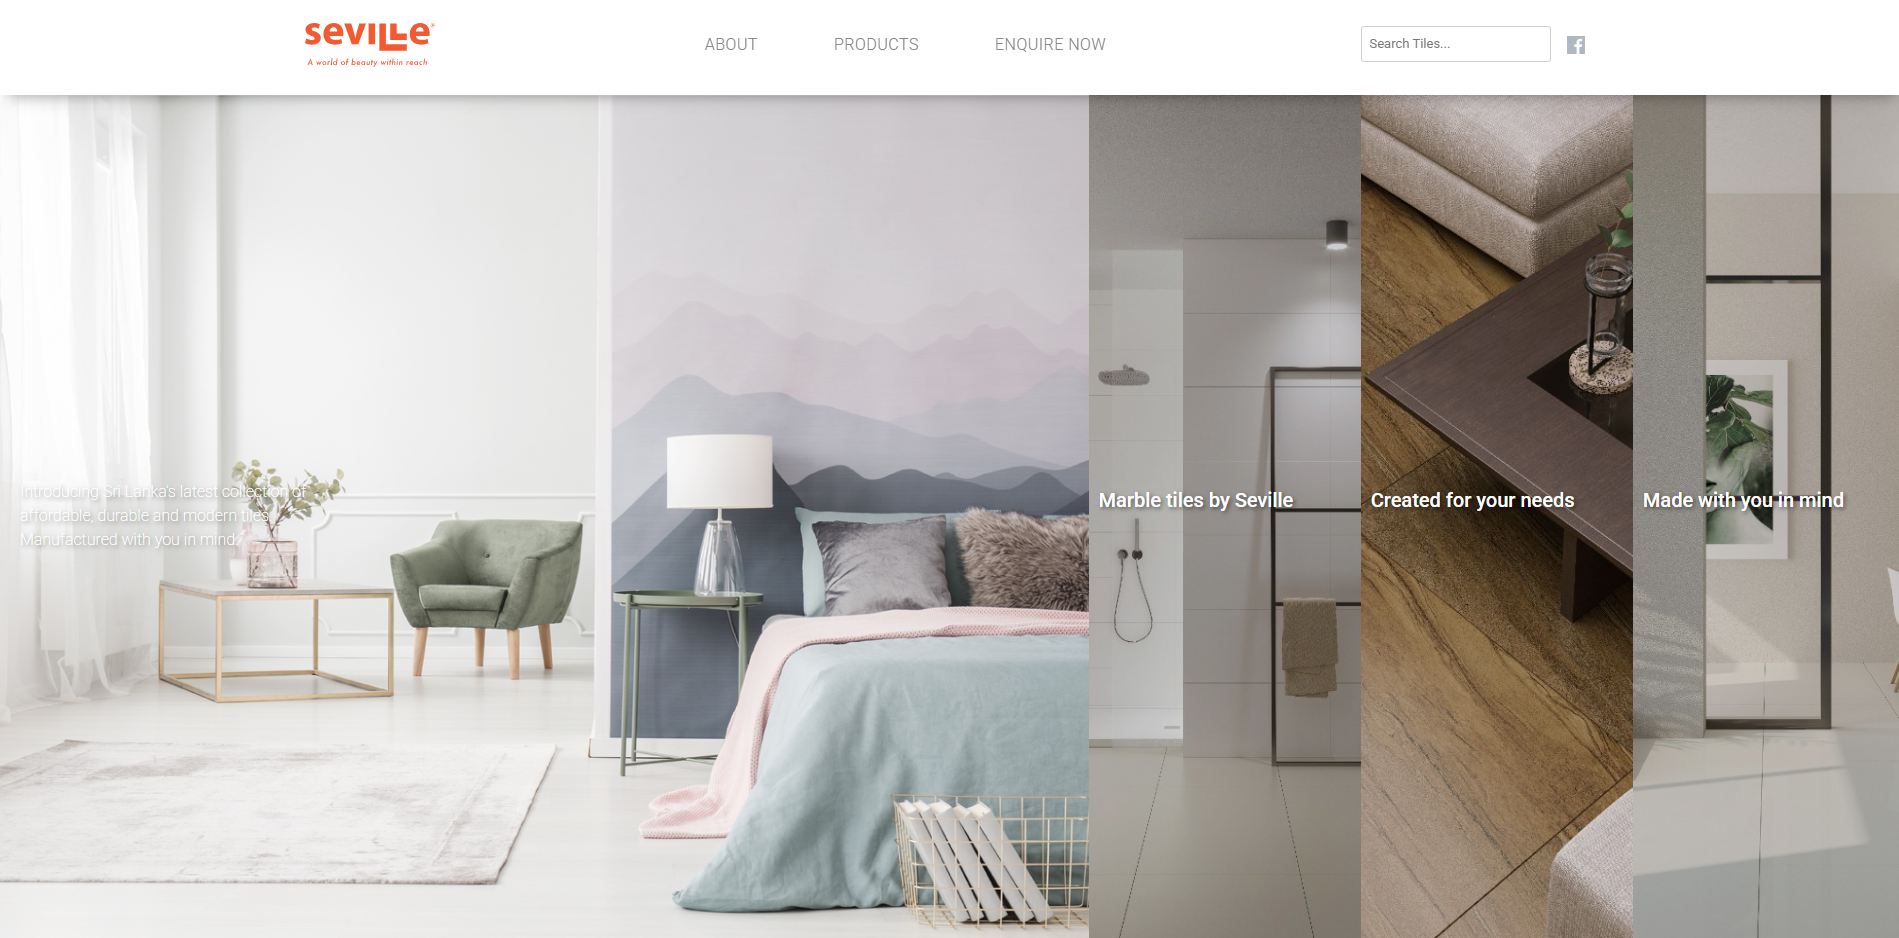 seville®
A world of beauty within reach
ABOUT
PRODUCTS
ENQUIRE NOW
Search Tiles...
Introducing Sri Lanka's latest collection of
affordable, durable and modern tiles.
Manufactured with you in mind.
Marble tiles by Seville
Created for your needs
Made with you in mind